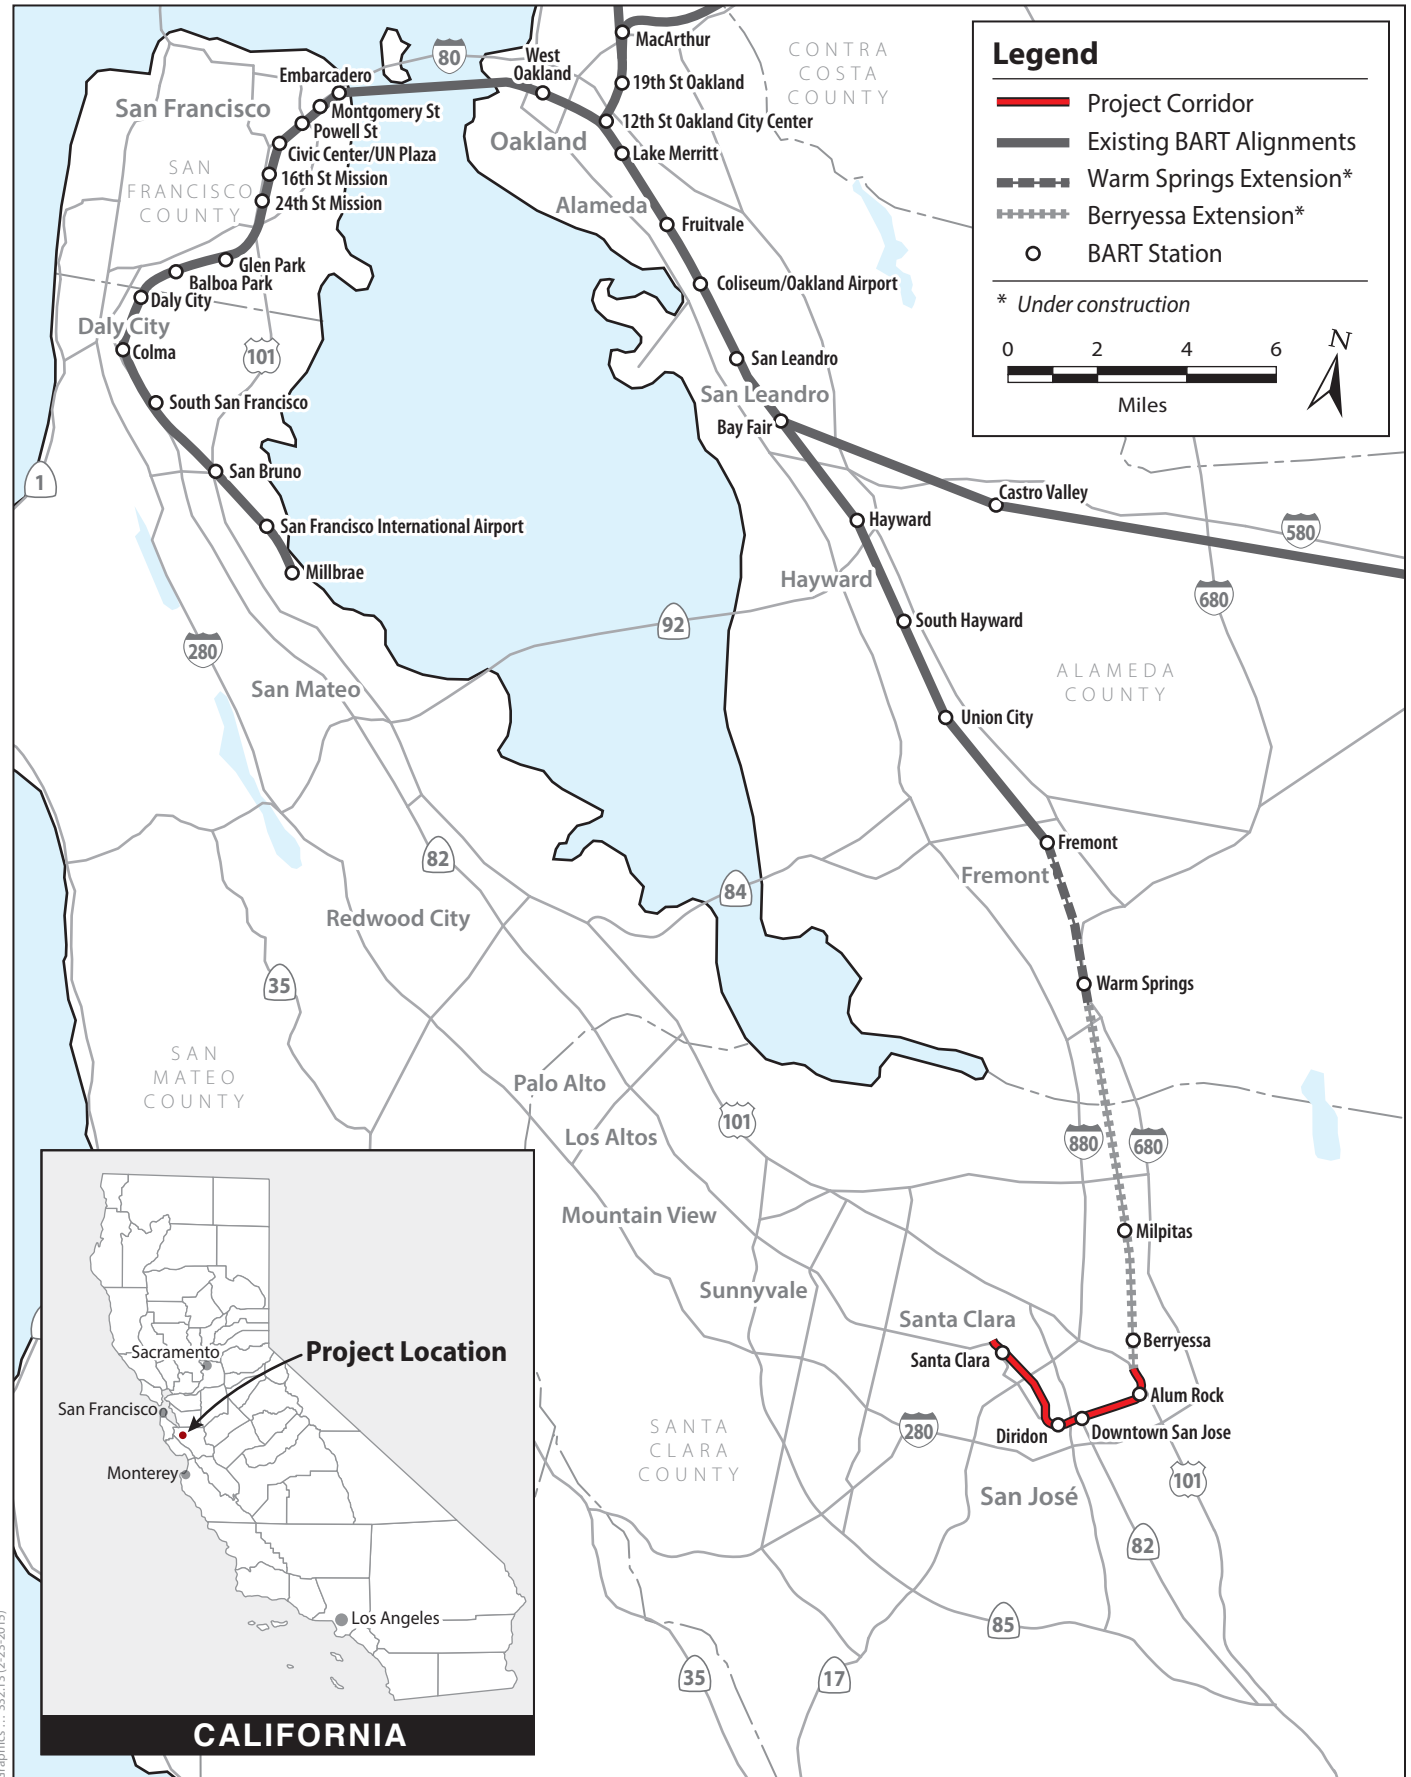 Legend
Project Corridor
Existing BART Alignments
Warm Springs Extension*
Berryessa Extension*
BART Station
* Under construction
0 2 4 6
Miles
N
CONTRA
COSTA
COUNTY
MacArthur
19th St Oakland
12th St Oakland City Center
Lake Merritt
West
Oakland
80
Embarcadero
Montgomery St
Powell St
Civic Center/UN Plaza
16th St Mission
24th St Mission
Glen Park
Balboa Park
Daly City
San Francisco
SAN
FRANCISCO
COUNTY
Oakland
Alameda
Fruitvale
Coliseum/Oakland Airport
San Leandro
San Leandro
Bay Fair
Daly City
Colma
101
South San Francisco
San Bruno
1
San Francisco International Airport
Millbrae
Castro Valley
580
Hayward
Hayward
680
South Hayward
92
280
San Mateo
ALAMEDA
COUNTY
Union City
Fremont
Fremont
82
84
Redwood City
35
Warm Springs
SAN
MATEO
COUNTY
Palo Alto
Los Altos
101
880
680
Mountain View
Milpitas
Sunnyvale
Santa Clara
Santa Clara
Berryessa
Alum Rock
Downtown San Jose
Diridon
280
SANTA
CLARA
COUNTY
San José
101
82
85
35
17
Project Location
Sacramento
San Francisco
Monterey
Los Angeles
CALIFORNIA
(2-23-2015)